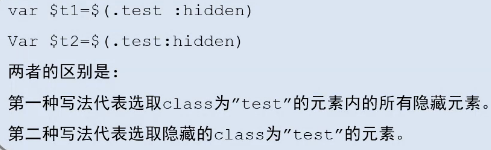 var $t1=$(.test :hidden)
Var $t2=$(.test:hidden)
两者的区别是：
第一种写法代表选取class为”test”的元素内的所有隐藏元素。
第二种写法代表选取隐藏的class为”test”的元素。